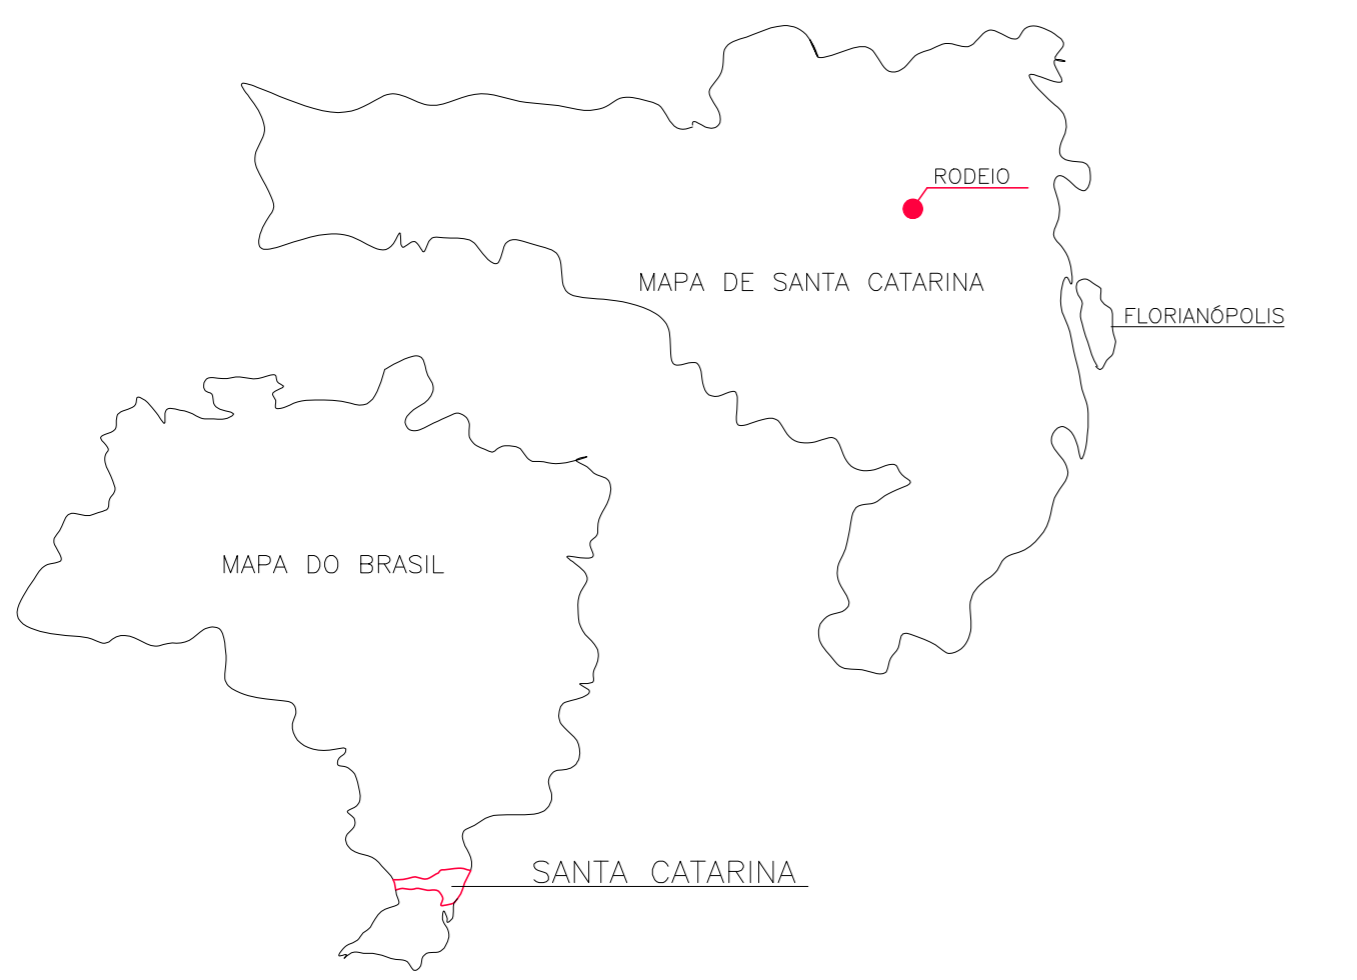 RODEIO
MAPA DE SANTA CATARINA
FLORIANÓPOLIS
MAPA DO BRASIL
SANTA CATARINA